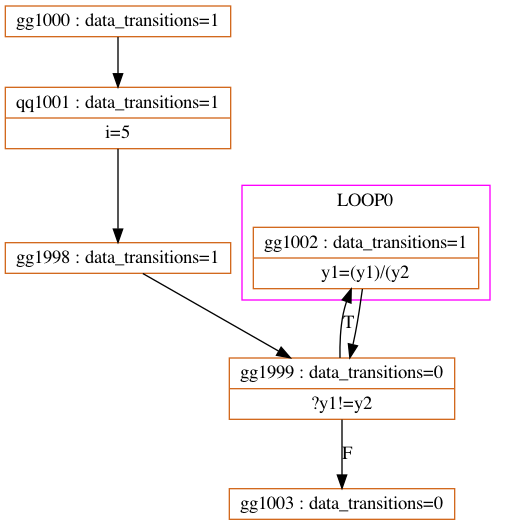 gg1000 : data_transitions=1
qq1001 : data_transitions=1
i=5
LOOP0
gg1002 : data_transitions=1
y1=(y1)/(y2
gg1998 : data_transitions=1
T
gg1999 : data_transitions=0
?y1!=y2
F
gg1003 : data_transitions=0